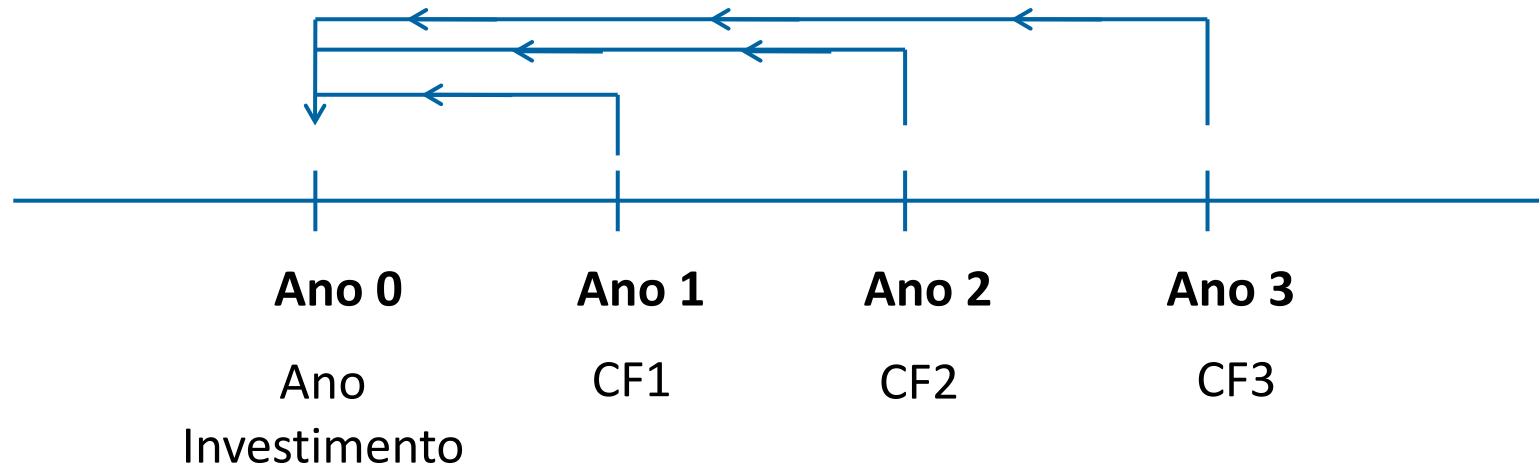 Ano 0 Ano 1 Ano 2 Ano 3
Ano CF1 CF2 CF3
Investimento